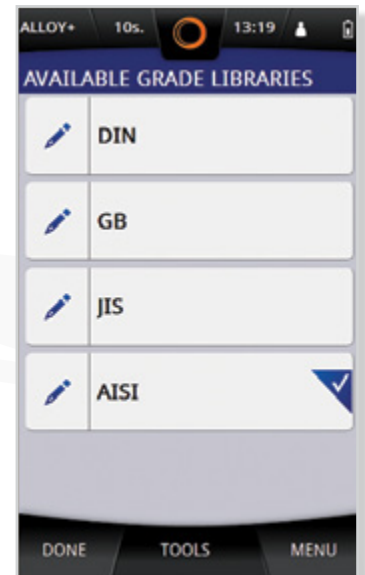 ALLOY+ 10s. 13:19
AVAILABLE GRADE LIBRARIES
DIN
GB
JIS
AISI
DONE TOOLS MENU